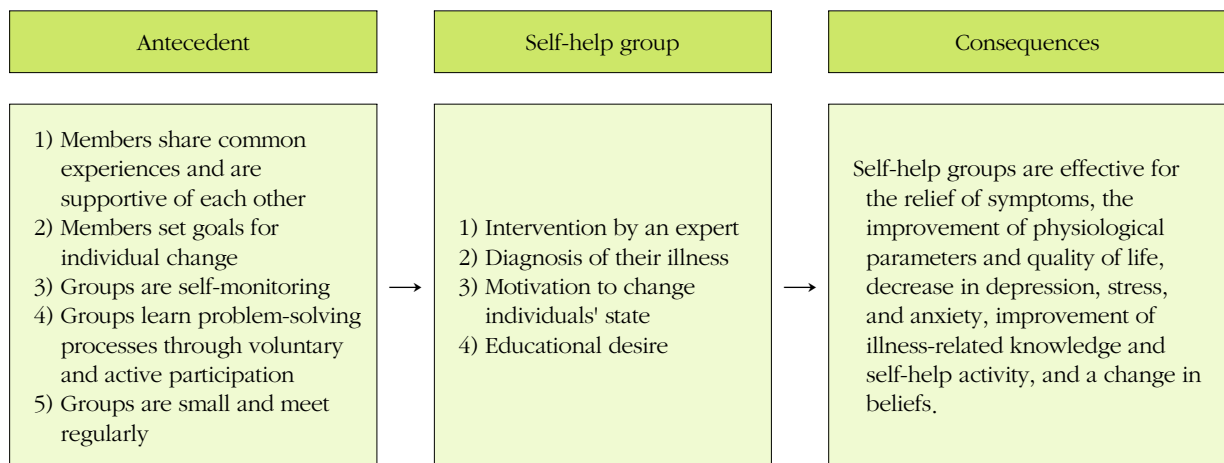 Antecedent
Self-help group
Consequences
1) Members share common
experiences and are
supportive of each other
2) Members set goals for
individual change
3) Groups are self-monitoring
4) Groups learn problem-solving
processes through voluntary
and active participation
5) Groups are small and meet
regularly
1) Intervention by an expert
2) Diagnosis of their illness
3) Motivation to change
individuals' state
4) Educational desire
Self-help groups are effective for
the relief of symptoms, the
improvement of physiological
parameters and quality of life,
decrease in depression, stress,
and anxiety, improvement of
illness-related knowledge and
self-help activity, and a change in
beliefs.